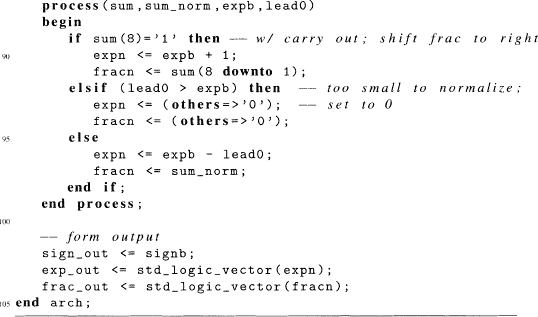 process(sum,sum_norm,expb,lead0)
begin
if sum(8)='1' then -- w/ carry out; shift frac to right
90 expn <= expb + 1;
fracn <= sum(8 downto 1);
elsif (lead0 > expb) then -- too small to normalize;
expn <= (others=>'0'); -- set to 0
fracn <= (others=>'0');
95 else
expn <= expb - lead0;
fracn <= sum_norm;
end if;
end process;
100
-- form output
sign_out <= signb;
exp_out <= std_logic_vector(expn);
frac_out <= std_logic_vector(fracn);
105 end arch;